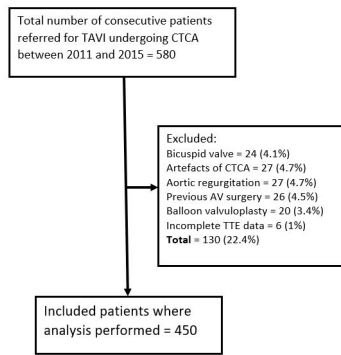 Total number of consecutive patients
referred for TAVI undergoing CTCA
between 2011 and 2015 = 580
Excluded:
Bicuspid valve = 24 (4.1%)
Artefacts of CTCA = 27 (4.7%)
Aortic regurgitation = 27 (4.7%)
Previous AV surgery = 26 (4.5%)
Balloon valvuloplasty = 20 (3.4%)
Incomplete TTE data = 6 (1%)
Total = 130 (22.4%)
Included patients where
analysis performed = 450